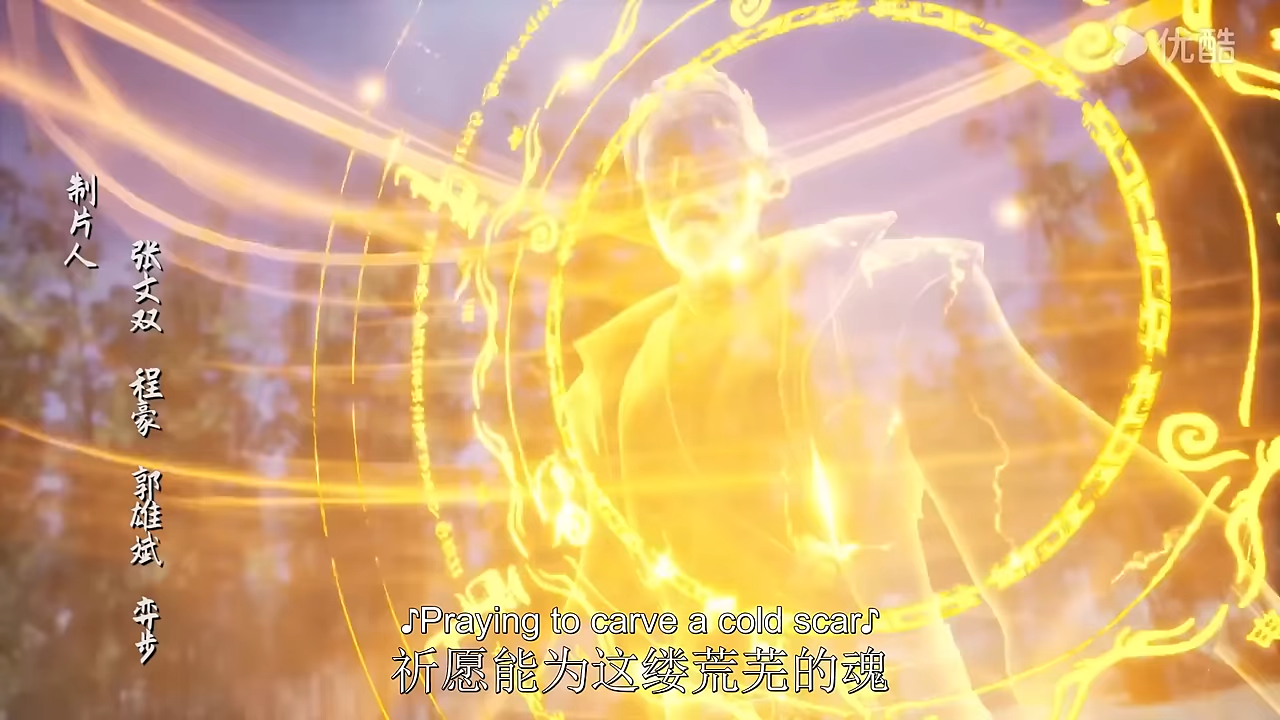 优酷
制片人
张文双 程豪 郭雄斌 弈步
♪Praying to carve a cold scar♪
祈愿能为这缕荒芜的魂